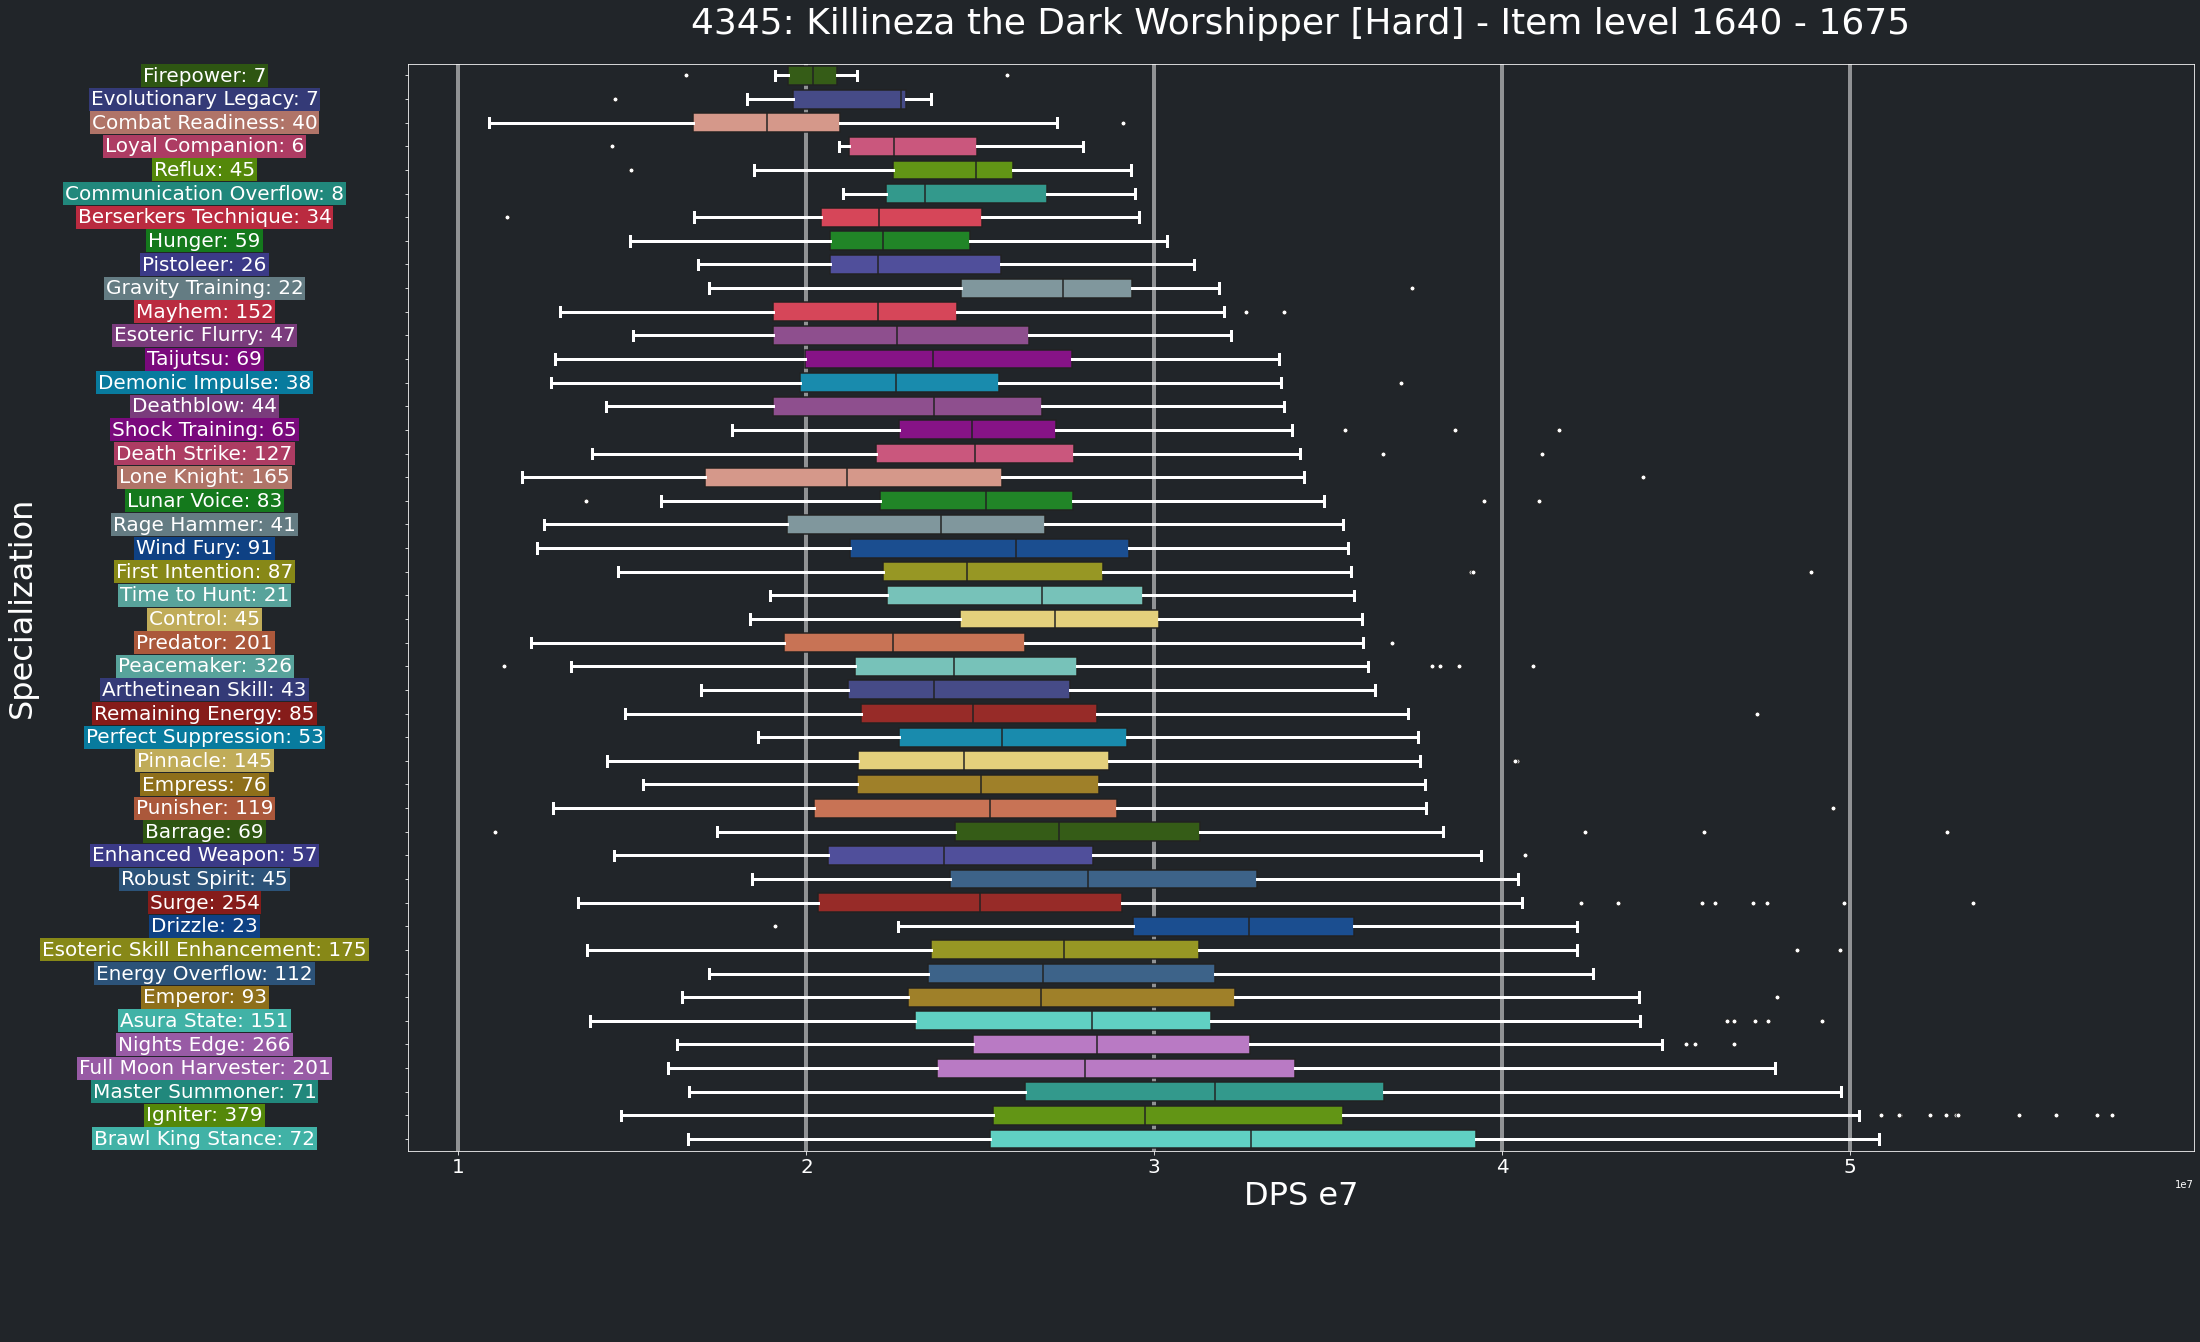 4345: Killineza the Dark Worshipper [Hard] - Item level 1640 - 1675
Specialization
Firepower: 7
Evolutionary Legacy: 7
Combat Readiness: 40
Loyal Companion: 6
Reflux: 45
Communication Overflow: 8
Berserkers Technique: 34
Hunger: 59
Pistoleer: 26
Gravity Training: 22
Mayhem: 152
Esoteric Flurry: 47
Taijutsu: 69
Demonic Impulse: 38
Deathblow: 44
Shock Training: 65
Death Strike: 127
Lone Knight: 165
Lunar Voice: 83
Rage Hammer: 41
Wind Fury: 91
First Intention: 87
Time to Hunt: 21
Control: 45
Predator: 201
Peacemaker: 326
Arthetinean Skill: 43
Remaining Energy: 85
Perfect Suppression: 53
Pinnacle: 145
Empress: 76
Punisher: 119
Barrage: 69
Enhanced Weapon: 57
Robust Spirit: 45
Surge: 254
Drizzle: 23
Esoteric Skill Enhancement: 175
Energy Overflow: 112
Emperor: 93
Asura State: 151
Nights Edge: 266
Full Moon Harvester: 201
Master Summoner: 71
Igniter: 379
Brawl King Stance: 72
1 2 3 4 5
1e7
DPS e7